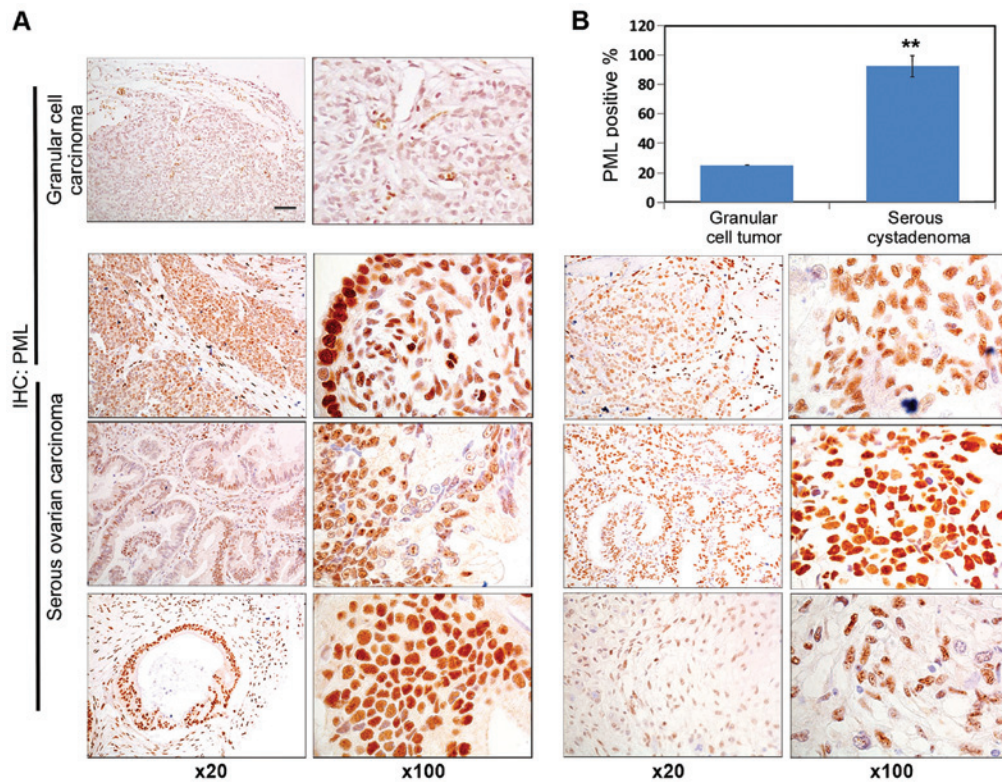 A
IHC: PML
Granular cell
carcinoma
Serous ovarian carcinoma
x20
x100
B
PML positive %
120
100
80
60
40
20
0
**
Granular
cell tumor
Serous
cystadenoma
x20
x100